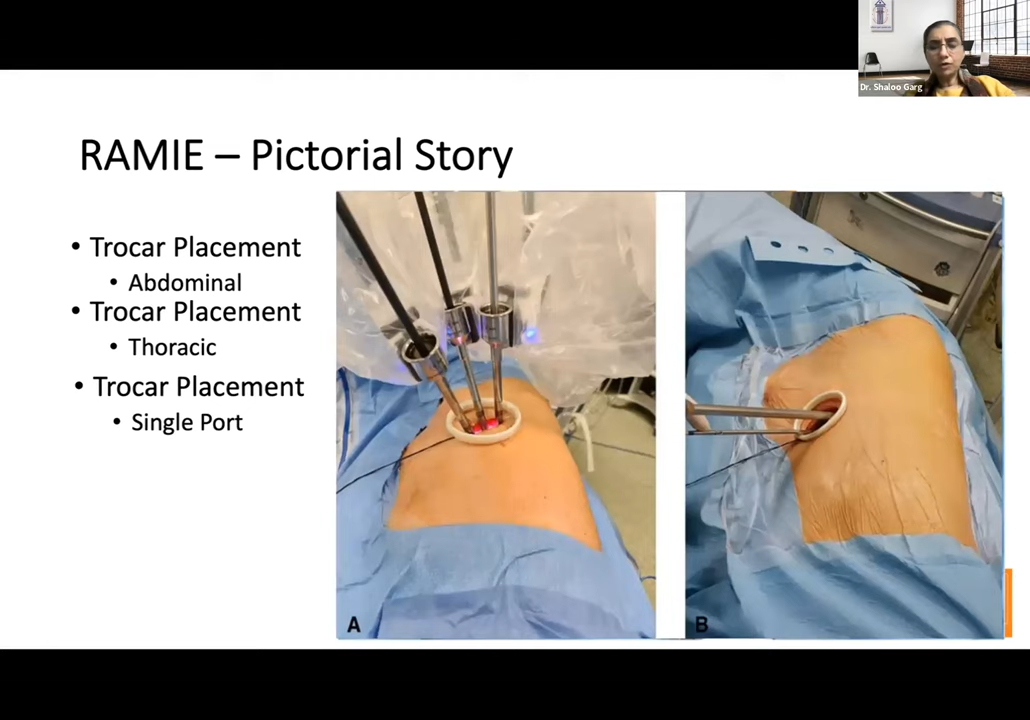 Dr. Shaloo Garg
RAMIE – Pictorial Story
• Trocar Placement
• Abdominal
• Trocar Placement
• Thoracic
• Trocar Placement
• Single Port
A
B